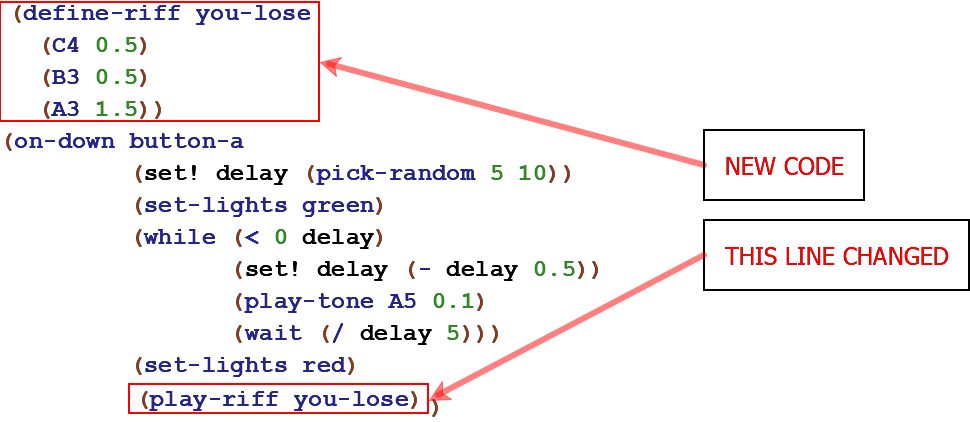 (define-riff you-lose
(C4 0.5)
(B3 0.5)
(A3 1.5))
(on-down button-a
(set! delay (pick-random 5 10))
(set-lights green)
(while (< 0 delay)
(set! delay (- delay 0.5))
(play-tone A5 0.1)
(wait (/ delay 5)))
(set-lights red)
(play-riff you-lose) )
NEW CODE
THIS LINE CHANGED